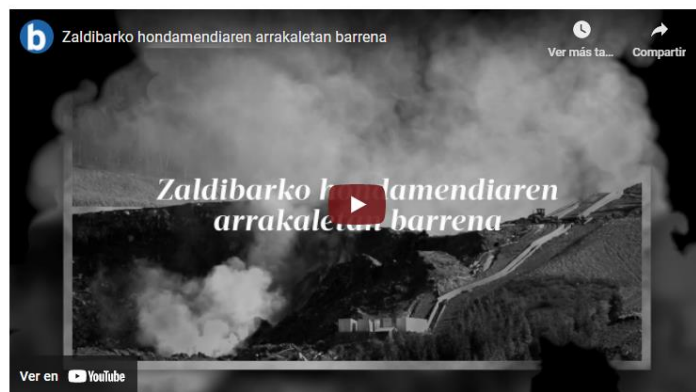 b Zaldibarko hondamendiaren arrakaletan barrena
Ver más ta... Compartir
Zaldibarko hondamendiaren
arrakaletan barrena
Ver en YouTube